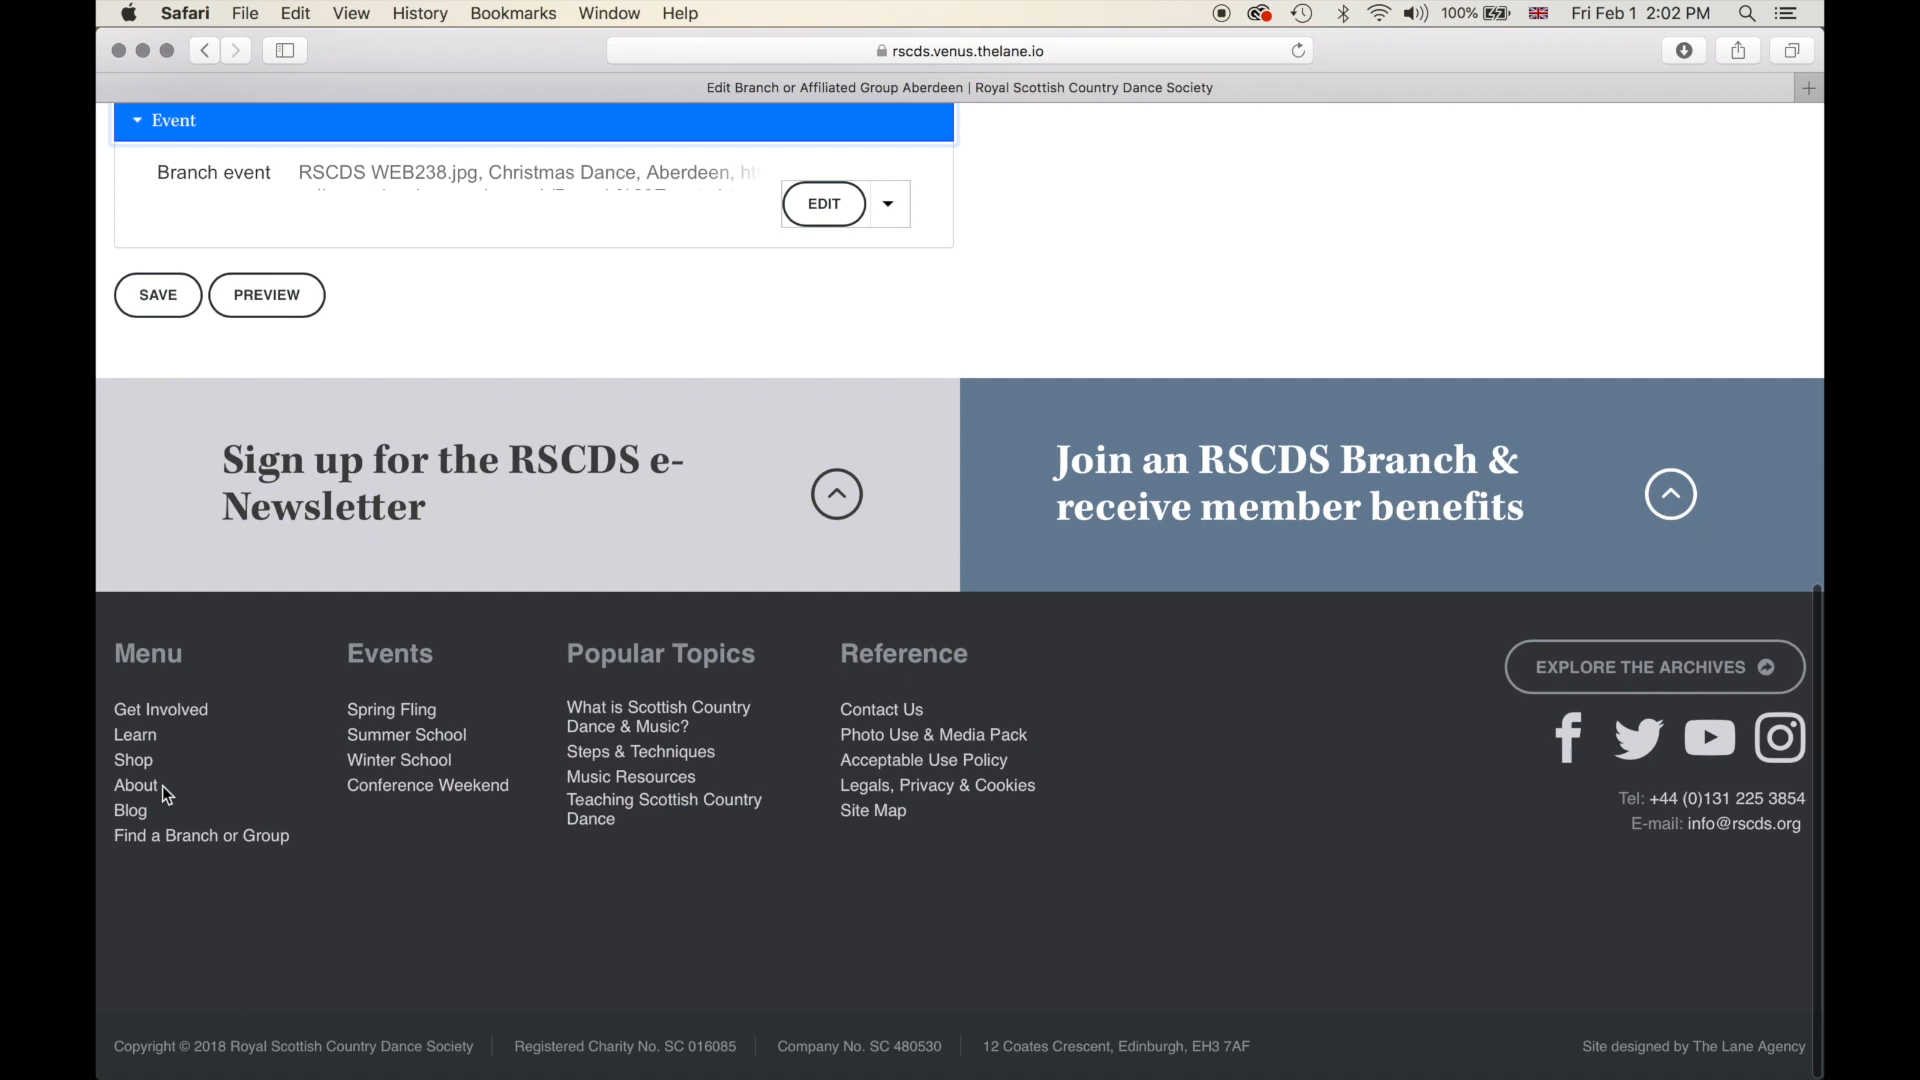 Safari File Edit View History Bookmarks Window Help 100% Fri Feb 1 2:02 PM
rscds.venus.thelane.io
Edit Branch or Affiliated Group Aberdeen | Royal Scottish Country Dance Society
Event
Branch event RSCDS WEB238.jpg, Christmas Dance, Aberdeen,
EDIT
SAVE PREVIEW
Sign up for the RSCDS e-
Newsletter
Join an RSCDS Branch &
receive member benefits
Menu
Get Involved
Learn
Shop
About
Blog
Find a Branch or Group
Events
Spring Fling
Summer School
Winter School
Conference Weekend
Popular Topics
What is Scottish Country
Dance & Music?
Steps & Techniques
Music Resources
Teaching Scottish Country
Dance
Reference
Contact Us
Photo Use & Media Pack
Acceptable Use Policy
Legals, Privacy & Cookies
Site Map
EXPLORE THE ARCHIVES
Tel: +44 (0)131 225 3854
E-mail: info@rscds.org
Copyright © 2018 Royal Scottish Country Dance Society Registered Charity No. SC 016085 Company No. SC 480530 12 Coates Crescent, Edinburgh, EH3 7AF Site designed by The Lane Agency